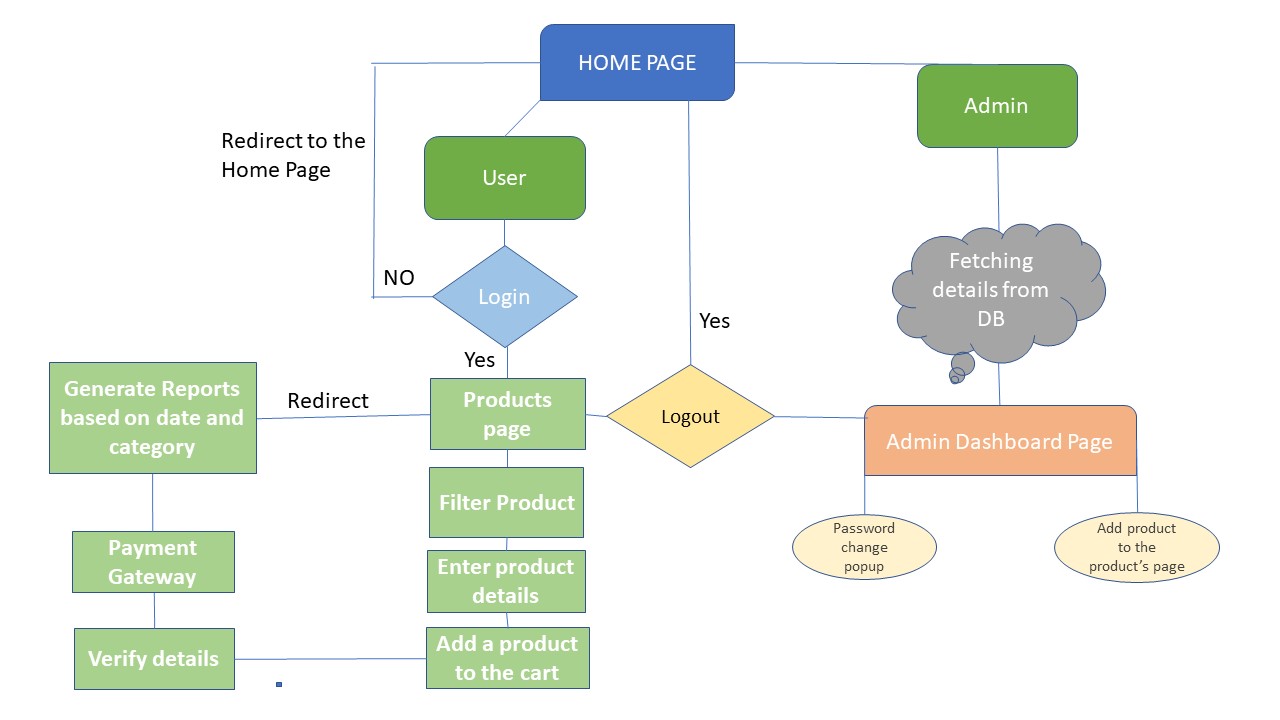 HOME PAGE
Admin
Redirect to the
Home Page
User
Fetching
details from
DB
NO
Login
Yes
Yes
Generate Reports
based on date and
category
Redirect
Products
page
Logout
Admin Dashboard Page
Filter Product
Password
change
popup
Add product
to the
product's page
Payment
Gateway
Enter product
details
Verify details
Add a product
to the cart